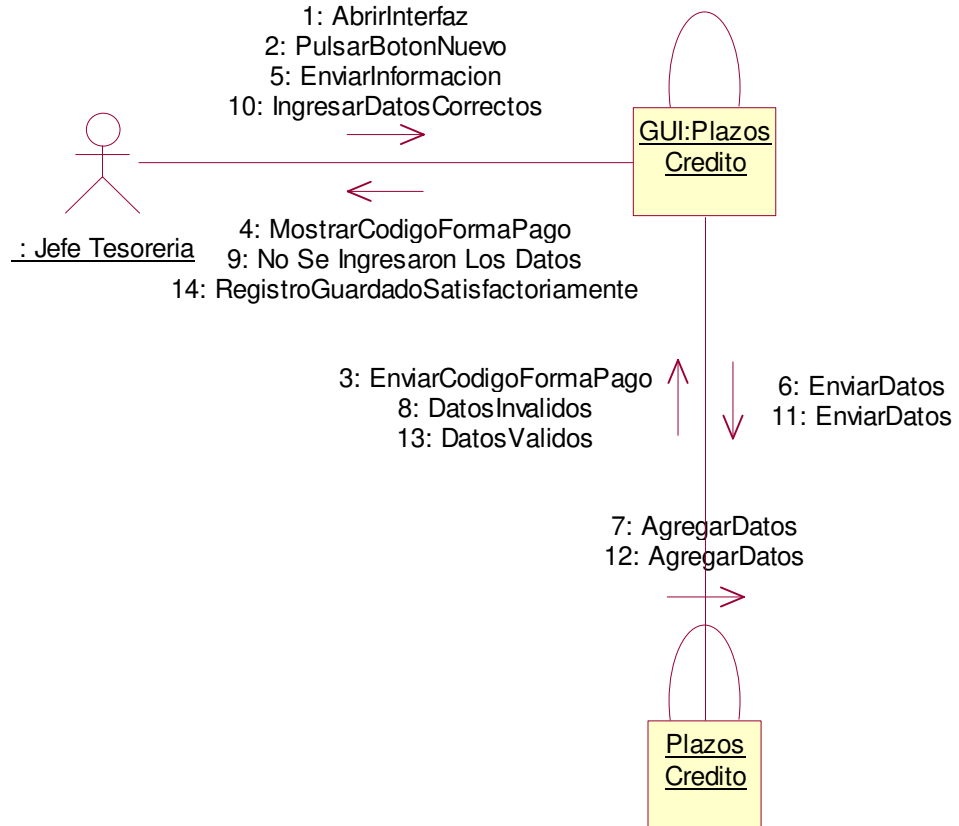 1: AbrirInterfaz
2: PulsarBotonNuevo
5: EnviarInformacion
10: IngresarDatosCorrectos
GUI:Plazos
Credito
: Jefe Tesoreria
4: MostrarCodigoFormaPago
9: No Se Ingresaron Los Datos
14: RegistroGuardadoSatisfactoriamente
3: EnviarCodigoFormaPago
8: DatosInvalidos
13: DatosValidos
6: EnviarDatos
11: EnviarDatos
7: AgregarDatos
12: AgregarDatos
Plazos
Credito